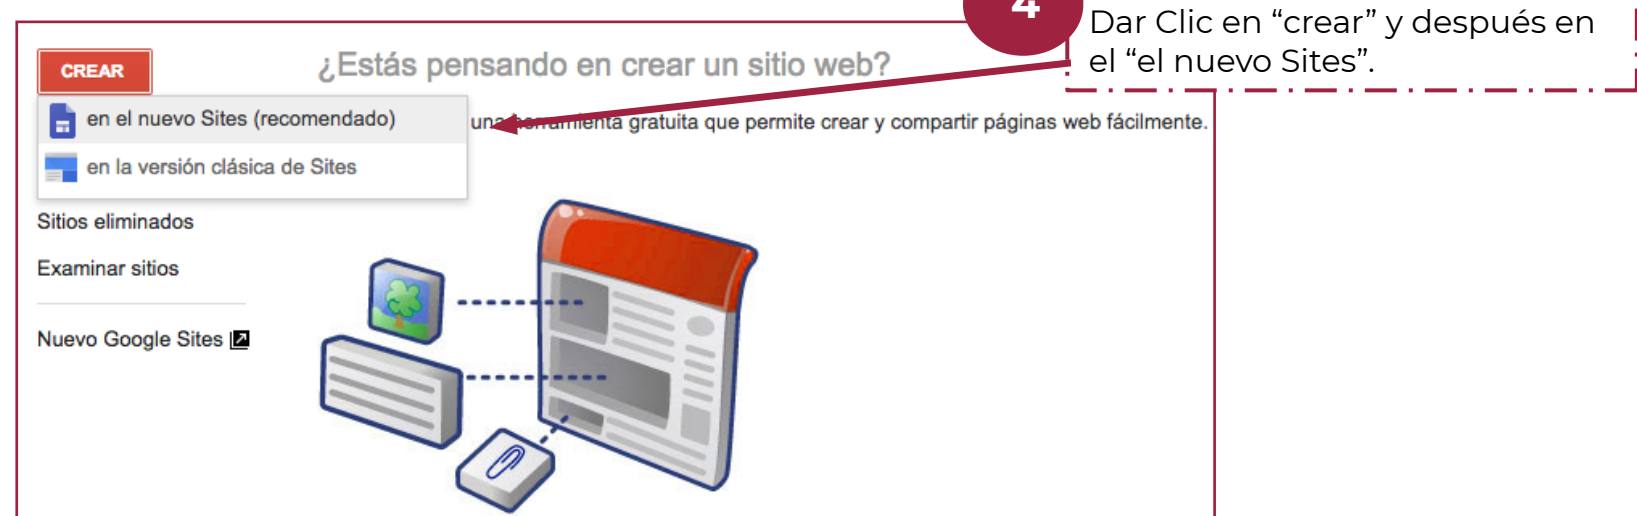 4
Dar Clic en “crear” y después en
el “el nuevo Sites”.
CREAR
¿Estás pensando en crear un sitio web?
en el nuevo Sites (recomendado)
una herramienta gratuita que permite crear y compartir páginas web fácilmente.
en la versión clásica de Sites
Sitios eliminados
Examinar sitios
Nuevo Google Sites